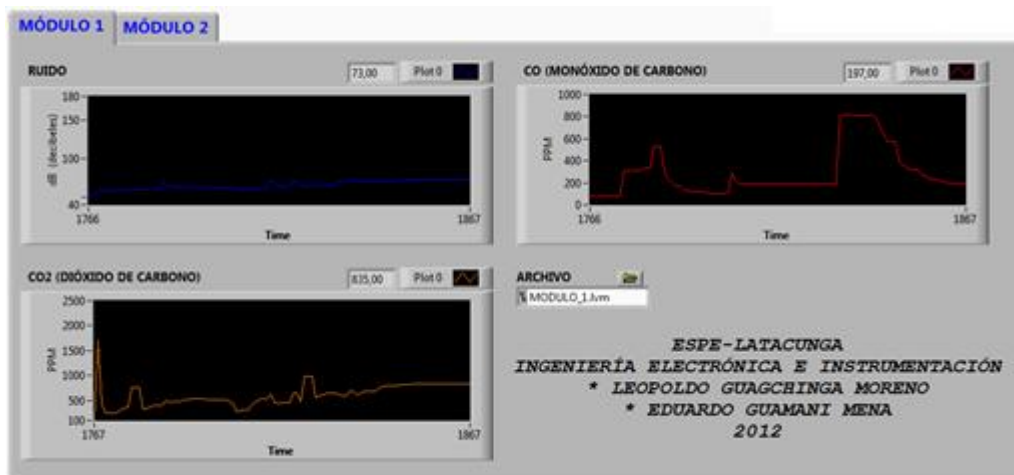 MÓDULO 1
MÓDULO 2
RUIDO
73,00
Plot 0
180
150
100
40
dB (decibeles)
1766
1867
Time
CO (MONÓXIDO DE CARBONO)
197,00
Plot 0
1000
800
600
400
200
0
PPM
1766
1867
Time
CO2 (DIÓXIDO DE CARBONO)
835,00
Plot 0
2500
2000
1500
1000
500
100
PPM
1767
1867
Time
ARCHIVO
MODULO_1.lvm
ESPE-LATACUNGA
INGENIERÍA ELECTRÓNICA E INSTRUMENTACIÓN
* LEOPOLDO GUAGCHINGA MORENO
* EDUARDO GUAMANI MENA
2012